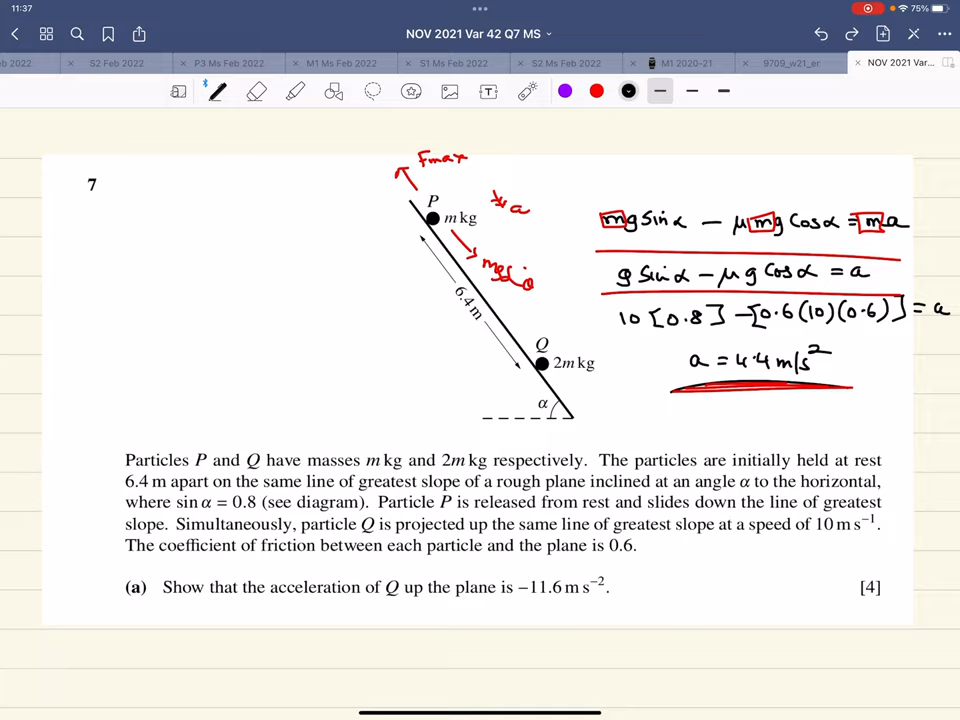 11:37
75%
NOV 2021 Var 42 Q7 MS
eb 2022
S2 Feb 2022
P3 Ms Feb 2022
M1 Ms Feb 2022
S1 Ms Feb 2022
S2 Ms Feb 2022
M1 2020-21
9709_w21_er
NOV 2021 Var...
T
7
Fmax
P
m kg
a
mg
6.4 m
Q
2m kg
α
mg Sinα – μ mg Cosα = ma
g Sinα – μ g Cosα = a
10 [0.8] – [0.6(10)(0.6)] = a
a = 4.4 m/s²
Particles P and Q have masses m kg and 2m kg respectively. The particles are initially held at rest
6.4 m apart on the same line of greatest slope of a rough plane inclined at an angle α to the horizontal,
where sin α = 0.8 (see diagram). Particle P is released from rest and slides down the line of greatest
slope. Simultaneously, particle Q is projected up the same line of greatest slope at a speed of 10 m s⁻¹.
The coefficient of friction between each particle and the plane is 0.6.
(a) Show that the acceleration of Q up the plane is −11.6 m s⁻². [4]